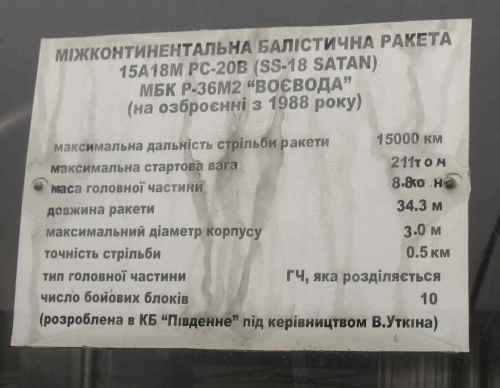 МІЖКОНТИНЕНТАЛЬНА БАЛІСТИЧНА РАКЕТА
15А18М РС-20В (SS-18 SATAN)
МБК Р-36М2 “ВОЄВОДА”
(на озброєнні з 1988 року)
максимальна дальність стрільби ракети 15000 км
максимальна стартова вага 211тон
маса головної частини 8.8то н
довжина ракети 34.3 м
максимальний діаметр корпусу 3.0 м
точність стрільби 0.5 км
тип головної частини ГЧ, яка розділяється
число бойових блоків 10
(розроблена в КБ “Південне” під керівництвом В.Уткіна)